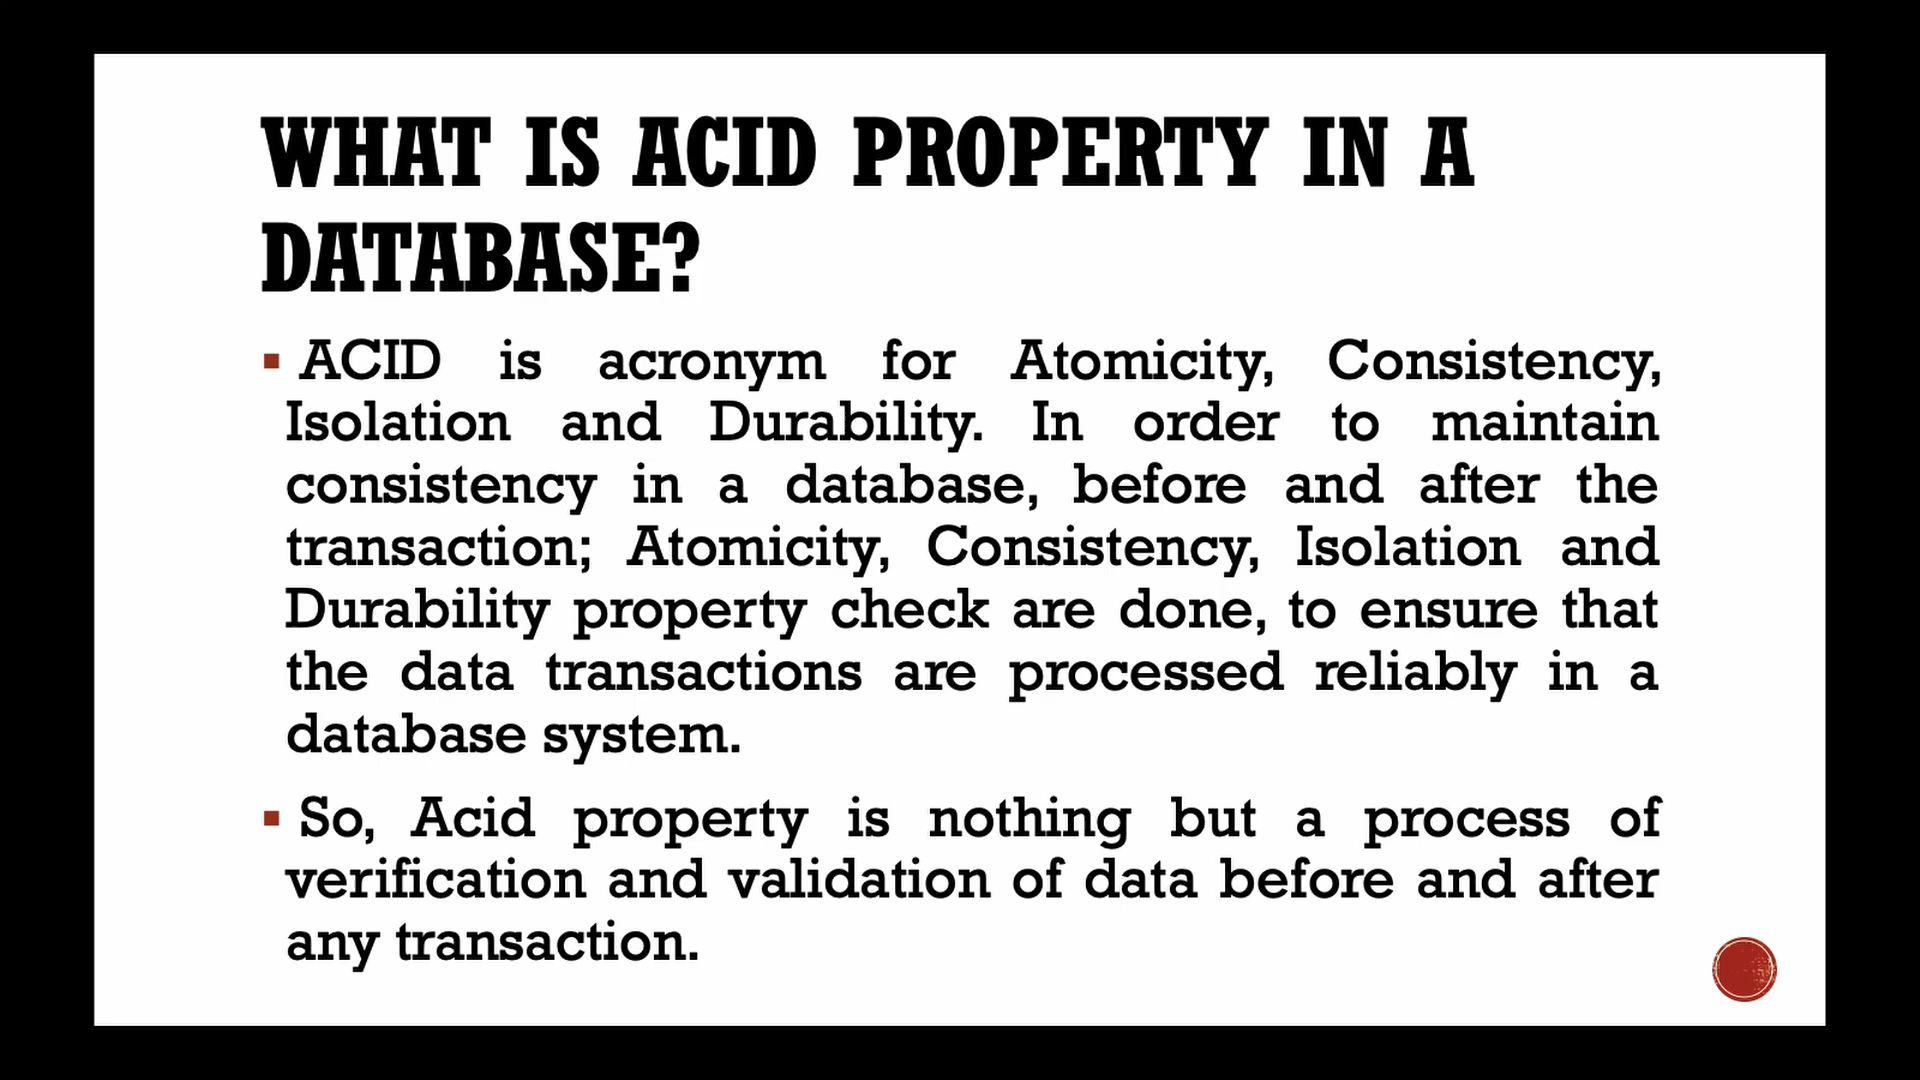 WHAT IS ACID PROPERTY IN A
DATABASE?
▪ ACID is acronym for Atomicity, Consistency,
Isolation and Durability. In order to maintain
consistency in a database, before and after the
transaction; Atomicity, Consistency, Isolation and
Durability property check are done, to ensure that
the data transactions are processed reliably in a
database system.
▪ So, Acid property is nothing but a process of
verification and validation of data before and after
any transaction.